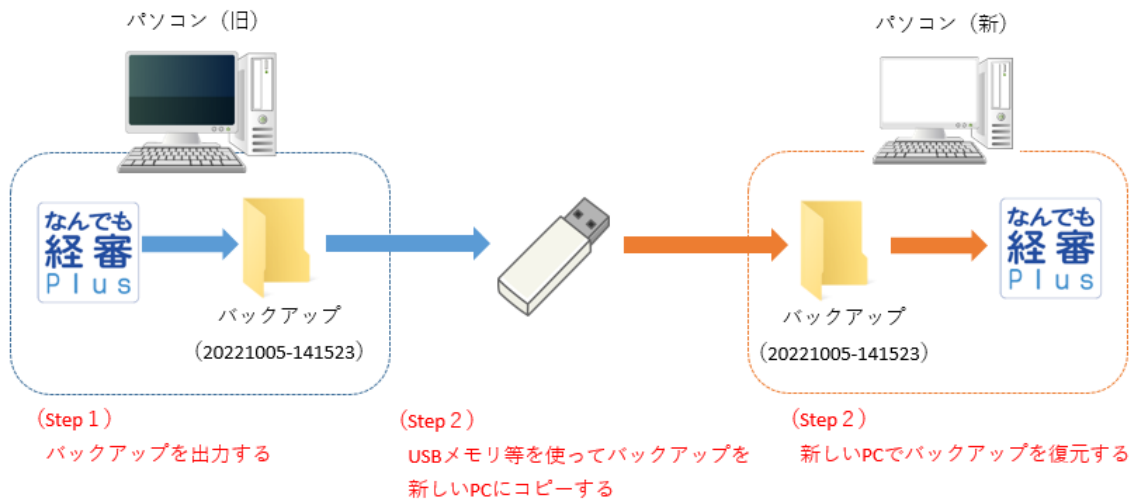 パソコン（旧）
パソコン（新）
なんでも
経審
Plus
バックアップ
（20221005-141523）
なんでも
経審
Plus
バックアップ
（20221005-141523）
（Step１）
バックアップを出力する
（Step２）
USBメモリ等を使ってバックアップを
新しいPCにコピーする
（Step２）
新しいPCでバックアップを復元する